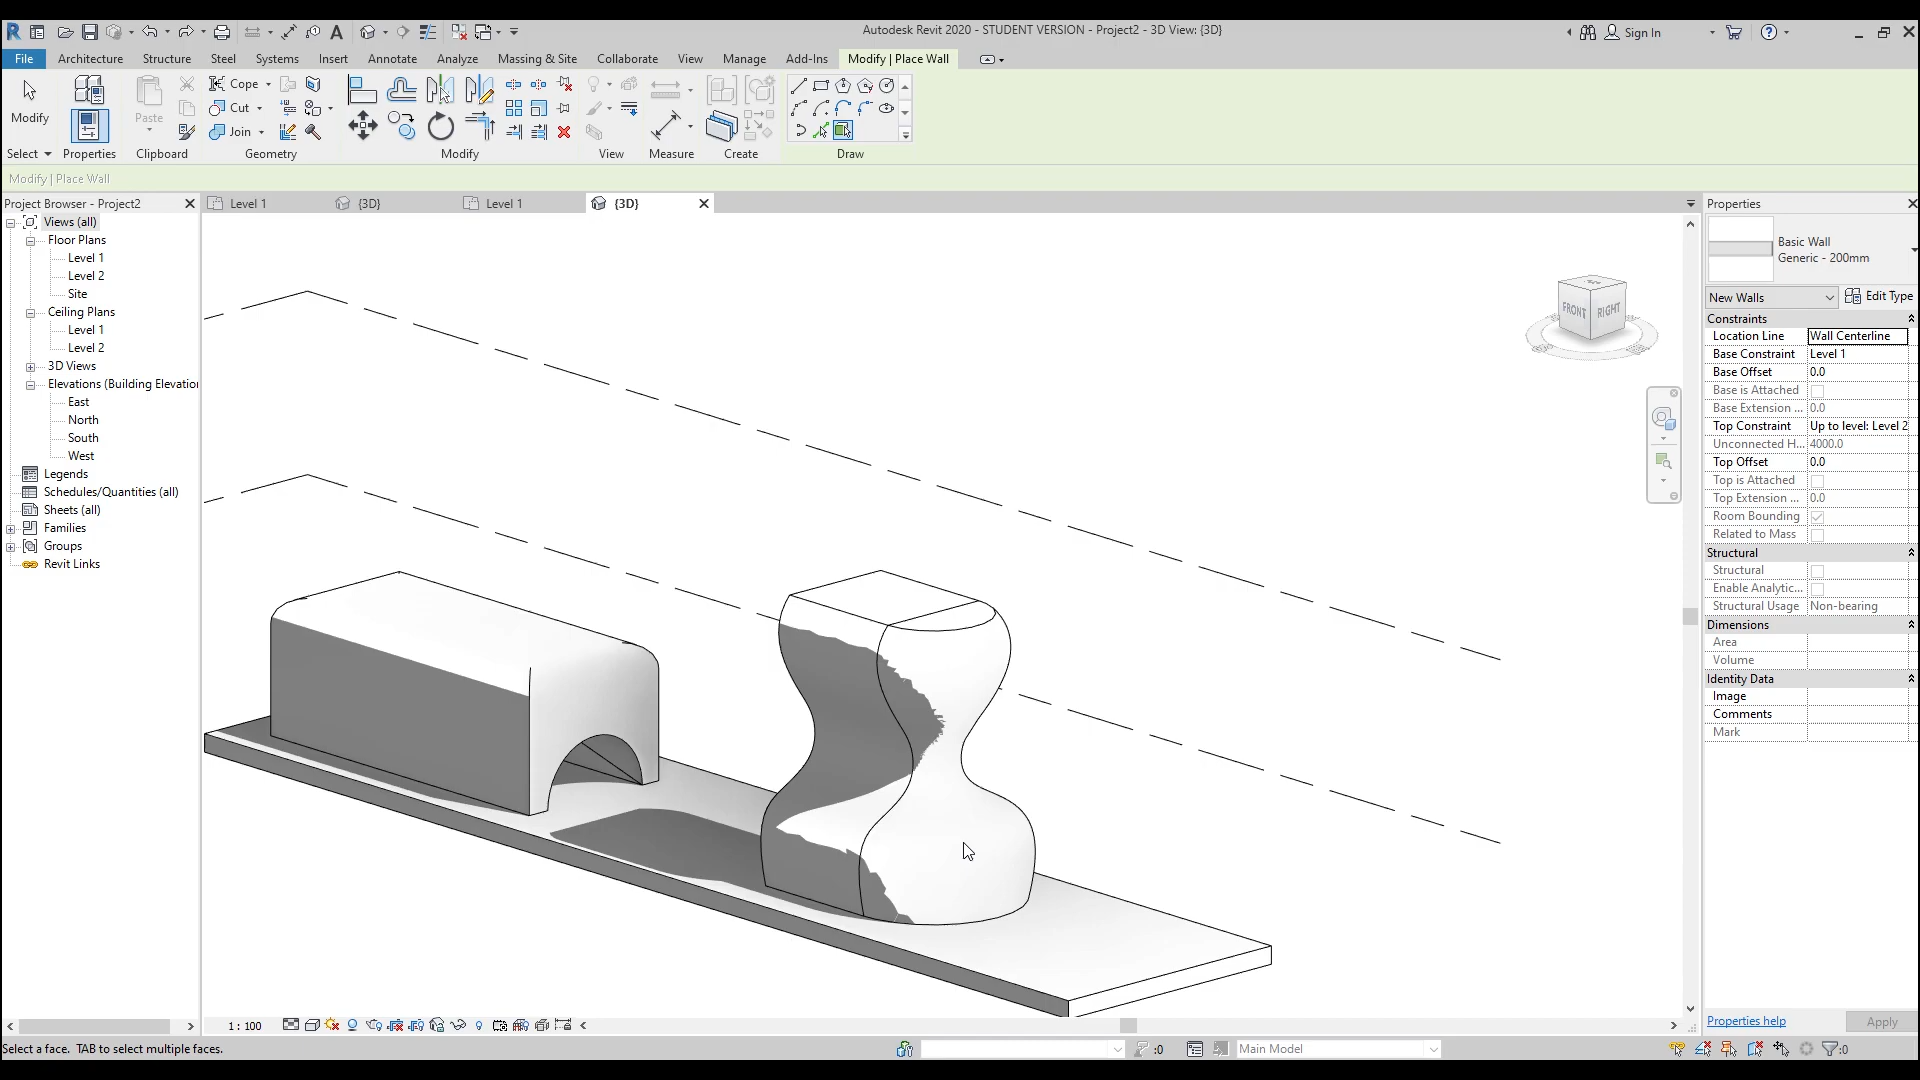 Autodesk Revit 2020 - STUDENT VERSION - Project2 - 3D View: {3D}
Sign In
File Architecture Structure Steel Systems Insert Annotate Analyze Massing & Site Collaborate View Manage Add-Ins Modify | Place Wall
Modify
Paste
Cope
Cut
Join
Select Properties Clipboard Geometry Modify View Measure Create Draw
Modify | Place Wall
Project Browser - Project2
Level 1 {3D} Level 1 {3D}
Properties
Views (all)
Floor Plans
Level 1
Level 2
Site
Ceiling Plans
Level 1
Level 2
3D Views
Elevations (Building Elevation
East
North
South
West
Legends
Schedules/Quantities (all)
Sheets (all)
Families
Groups
Revit Links
FRONT RIGHT
Basic Wall
Generic - 200mm
New Walls Edit Type
Constraints
Location Line Wall Centerline
Base Constraint Level 1
Base Offset 0.0
Base is Attached
Base Extension ... 0.0
Top Constraint Up to level: Level 2
Unconnected H... 4000.0
Top Offset 0.0
Top is Attached
Top Extension ... 0.0
Room Bounding
Related to Mass
Structural
Structural
Enable Analytic...
Structural Usage Non-bearing
Dimensions
Area
Volume
Identity Data
Image
Comments
Mark
Properties help Apply
1 : 100
Select a face. TAB to select multiple faces.
:0
Main Model
:0